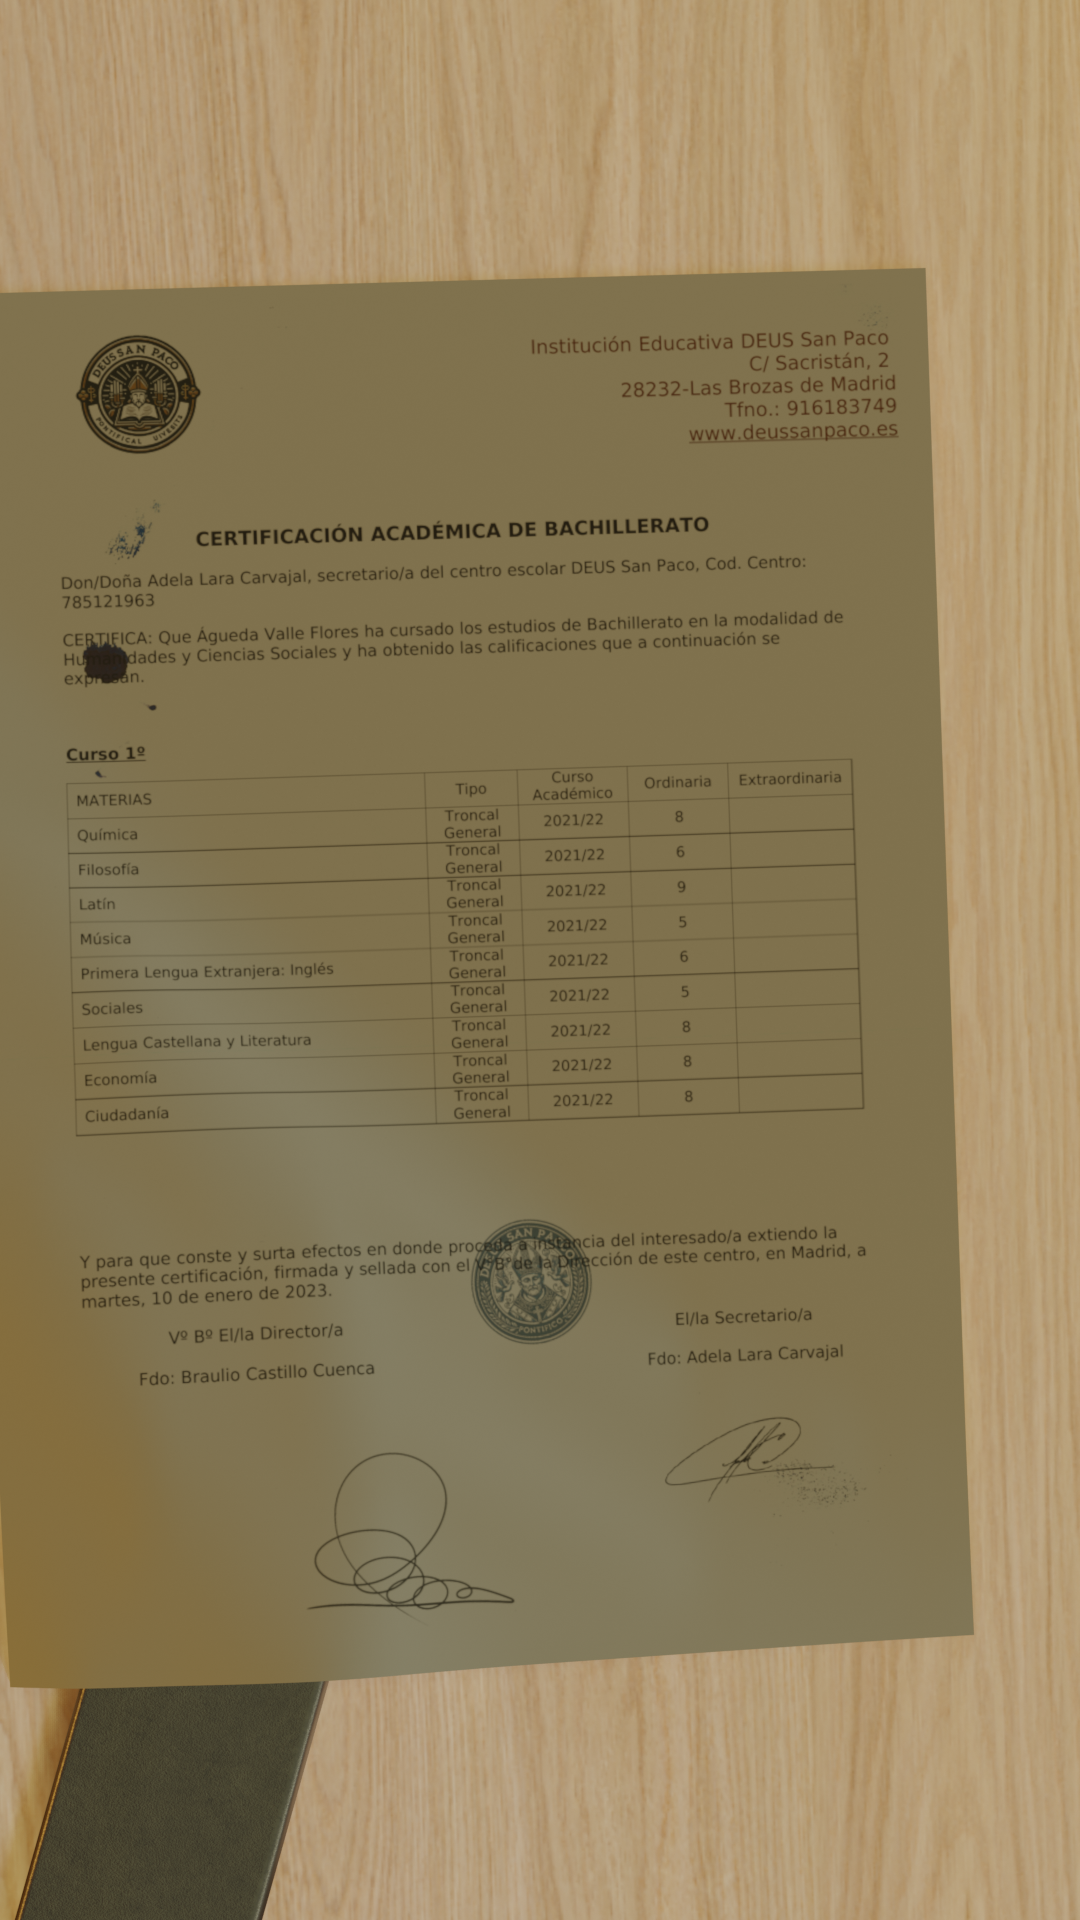 DEUS SAN PACO
PONTIFICAL UIVERITS
Institución Educativa DEUS San Paco
C/ Sacristán, 2
28232-Las Brozas de Madrid
Tfno.: 916183749
www.deussanpaco.es
CERTIFICACIÓN ACADÉMICA DE BACHILLERATO
Don/Doña Adela Lara Carvajal, secretario/a del centro escolar DEUS San Paco, Cod. Centro:
785121963
CERTIFICA: Que Águeda Valle Flores ha cursado los estudios de Bachillerato en la modalidad de
Humanidades y Ciencias Sociales y ha obtenido las calificaciones que a continuación se
expresan.
Curso 1º
MATERIAS Tipo Curso Académico Ordinaria Extraordinaria
Química Troncal General 2021/22 8
Filosofía Troncal General 2021/22 6
Latín Troncal General 2021/22 9
Música Troncal General 2021/22 5
Primera Lengua Extranjera: Inglés Troncal General 2021/22 6
Sociales Troncal General 2021/22 5
Lengua Castellana y Literatura Troncal General 2021/22 8
Economía Troncal General 2021/22 8
Ciudadanía Troncal General 2021/22 8
Y para que conste y surta efectos en donde proceda a instancia del interesado/a extiendo la
presente certificación, firmada y sellada con el Vº Bº de la Dirección de este centro, en Madrid, a
martes, 10 de enero de 2023.
DEUS SAN PACO
PONTIFICO
Vº Bº El/la Director/a
El/la Secretario/a
Fdo: Braulio Castillo Cuenca
Fdo: Adela Lara Carvajal